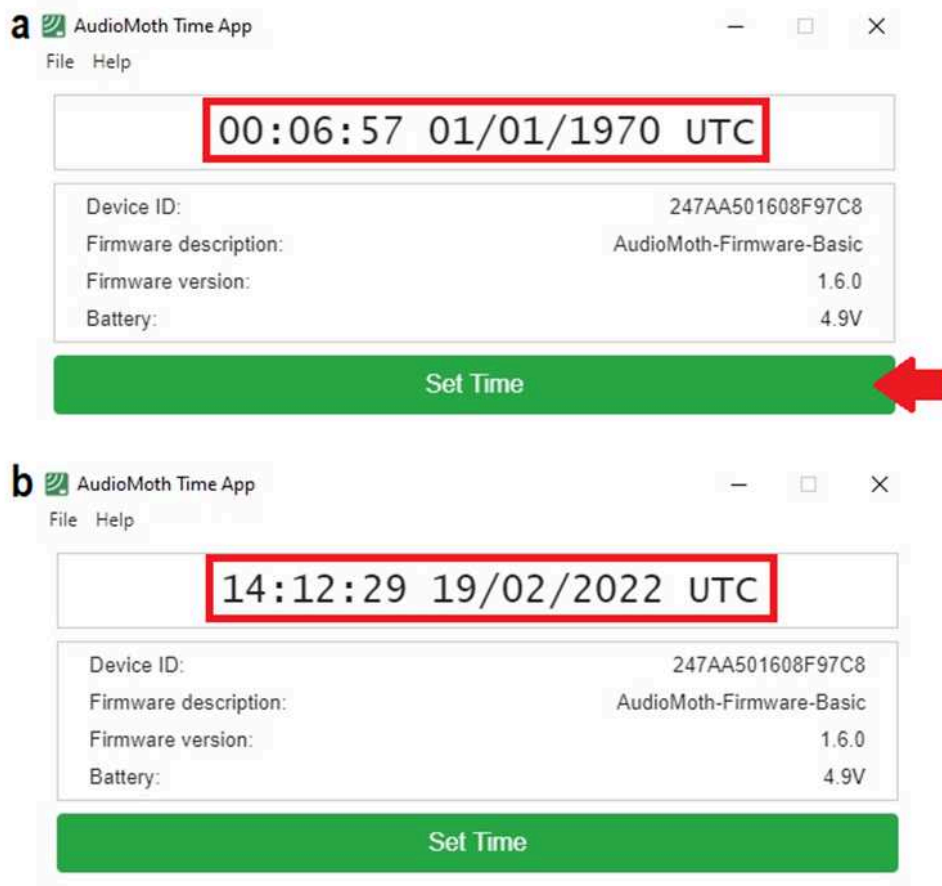 a AudioMoth Time App
File Help
00:06:57 01/01/1970 UTC
Device ID: 247AA501608F97C8
Firmware description: AudioMoth-Firmware-Basic
Firmware version: 1.6.0
Battery: 4.9V
Set Time
b AudioMoth Time App
File Help
14:12:29 19/02/2022 UTC
Device ID: 247AA501608F97C8
Firmware description: AudioMoth-Firmware-Basic
Firmware version: 1.6.0
Battery: 4.9V
Set Time